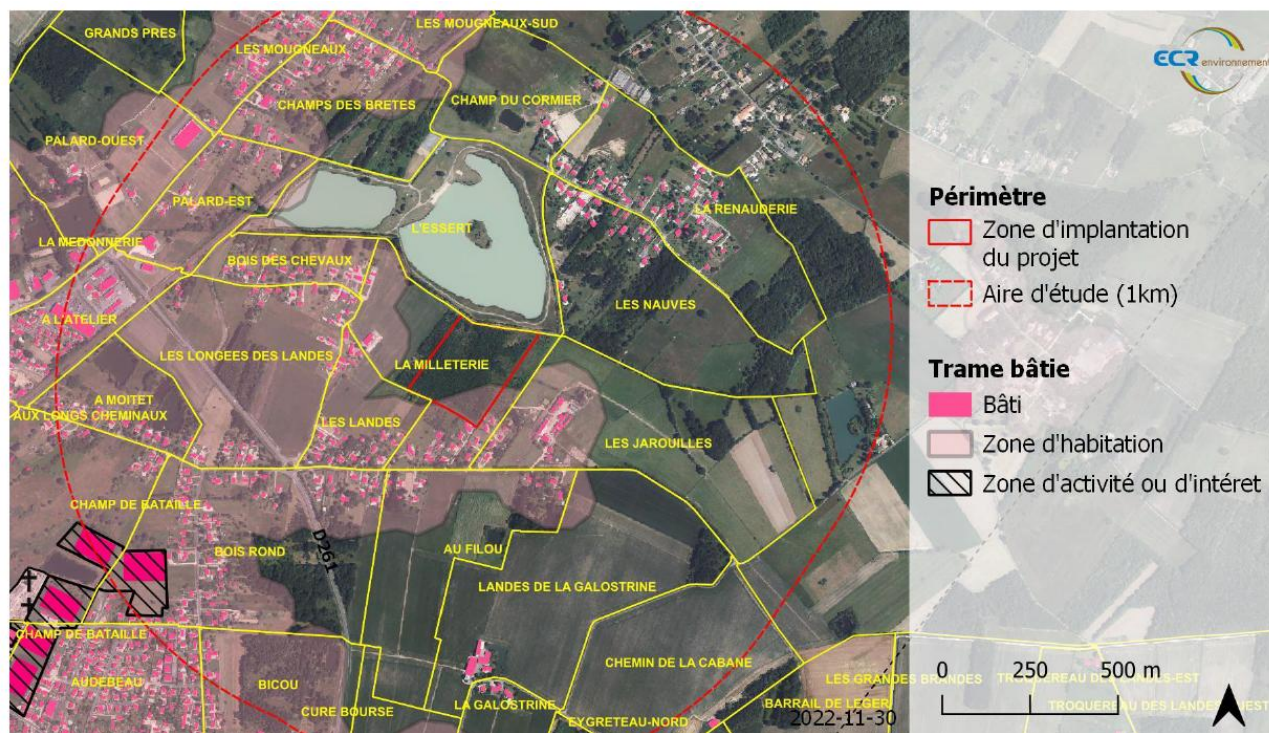 GRANDS PRES
LES MOUGNEAUX-SUD
LES MOUGNEAUX
CHAMPS DES BRETES
CHAMP DU CORMIER
PALARD-OUEST
PALARD-EST
L'ESSERT
LA RENAUDERIE
LA MEDONNERIE
BOIS DES CHEVAUX
LES NAUVES
A L'ATELIER
LES LONGEES DES LANDES
LA MILLETERIE
A MOITET
AUX LONGS CHEMINAUX
LES LANDES
LES JAROUILLES
CHAMP DE BATAILLE
D261
BOIS ROND
AU FILOU
LANDES DE LA GALOSTRINE
CHAMP DE BATAILLE
CHEMIN DE LA CABANE
AUDEBEAU
BICOU
CURE BOURSE
LA GALOSTRINE
EYGRETEAU-NORD
LES GRANDES BRANDES
BARRAIL DE LEGER
2022-11-30
ECR environnement
Périmètre
Zone d'implantation
du projet
Aire d'étude (1km)
Trame bâtie
Bâti
Zone d'habitation
Zone d'activité ou d'intéret
0 250 500 m